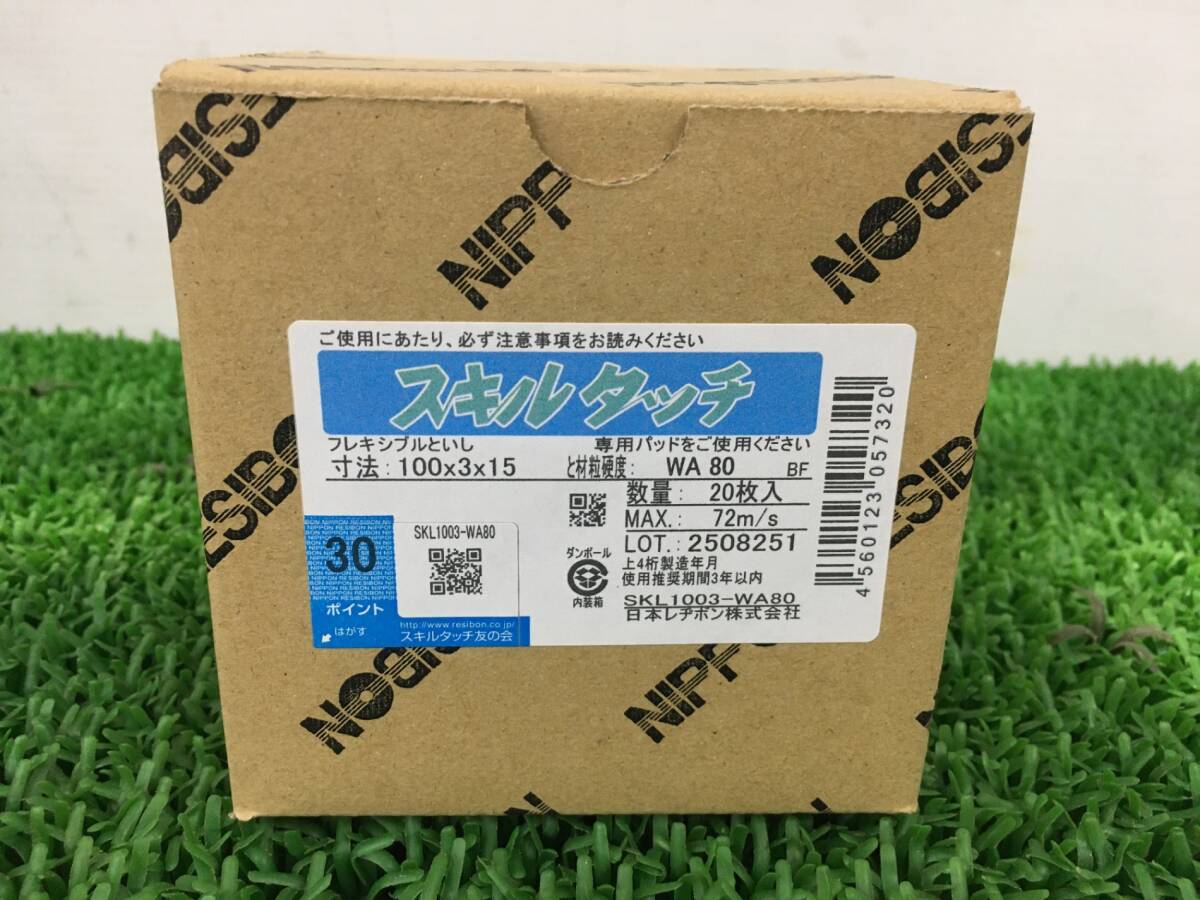 ESIBO
NIPP
ESIBON
ご使用にあたり、必ず注意事項をお読みください
スキルタッチ
フレキシブルといし 専用パッドをご使用ください
寸法：100x3x15 と材粒硬度： WA 80 BF
数量： 20枚入
MAX.： 72m/s
LOT.：2508251
上4桁製造年月
使用推奨期間3年以内
SKL1003-WA80
日本レヂボン株式会社
ダンボール
内装箱
4560123057320
SKL1003-WA80
30
ポイント
はがす
http://www.resibon.co.jp/
スキルタッチ友の会
ESIBO
IBON
NIPP